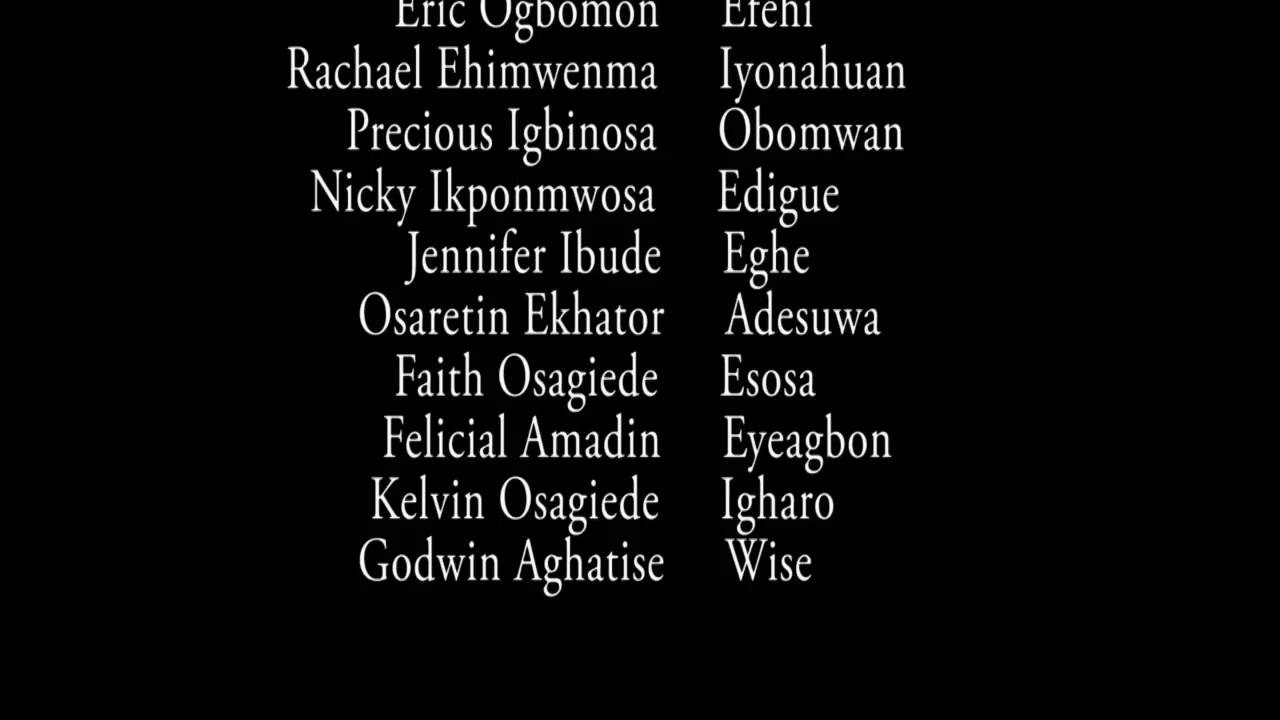 Eric Ogbomon Efehi
Rachael Ehimwenma Iyonahuan
Precious Igbinosa Obomwan
Nicky Ikponmwosa Edigue
Jennifer Ibude Eghe
Osaretin Ekhator Adesuwa
Faith Osagiede Esosa
Felicial Amadin Eyeagbon
Kelvin Osagiede Igharo
Godwin Aghatise Wise